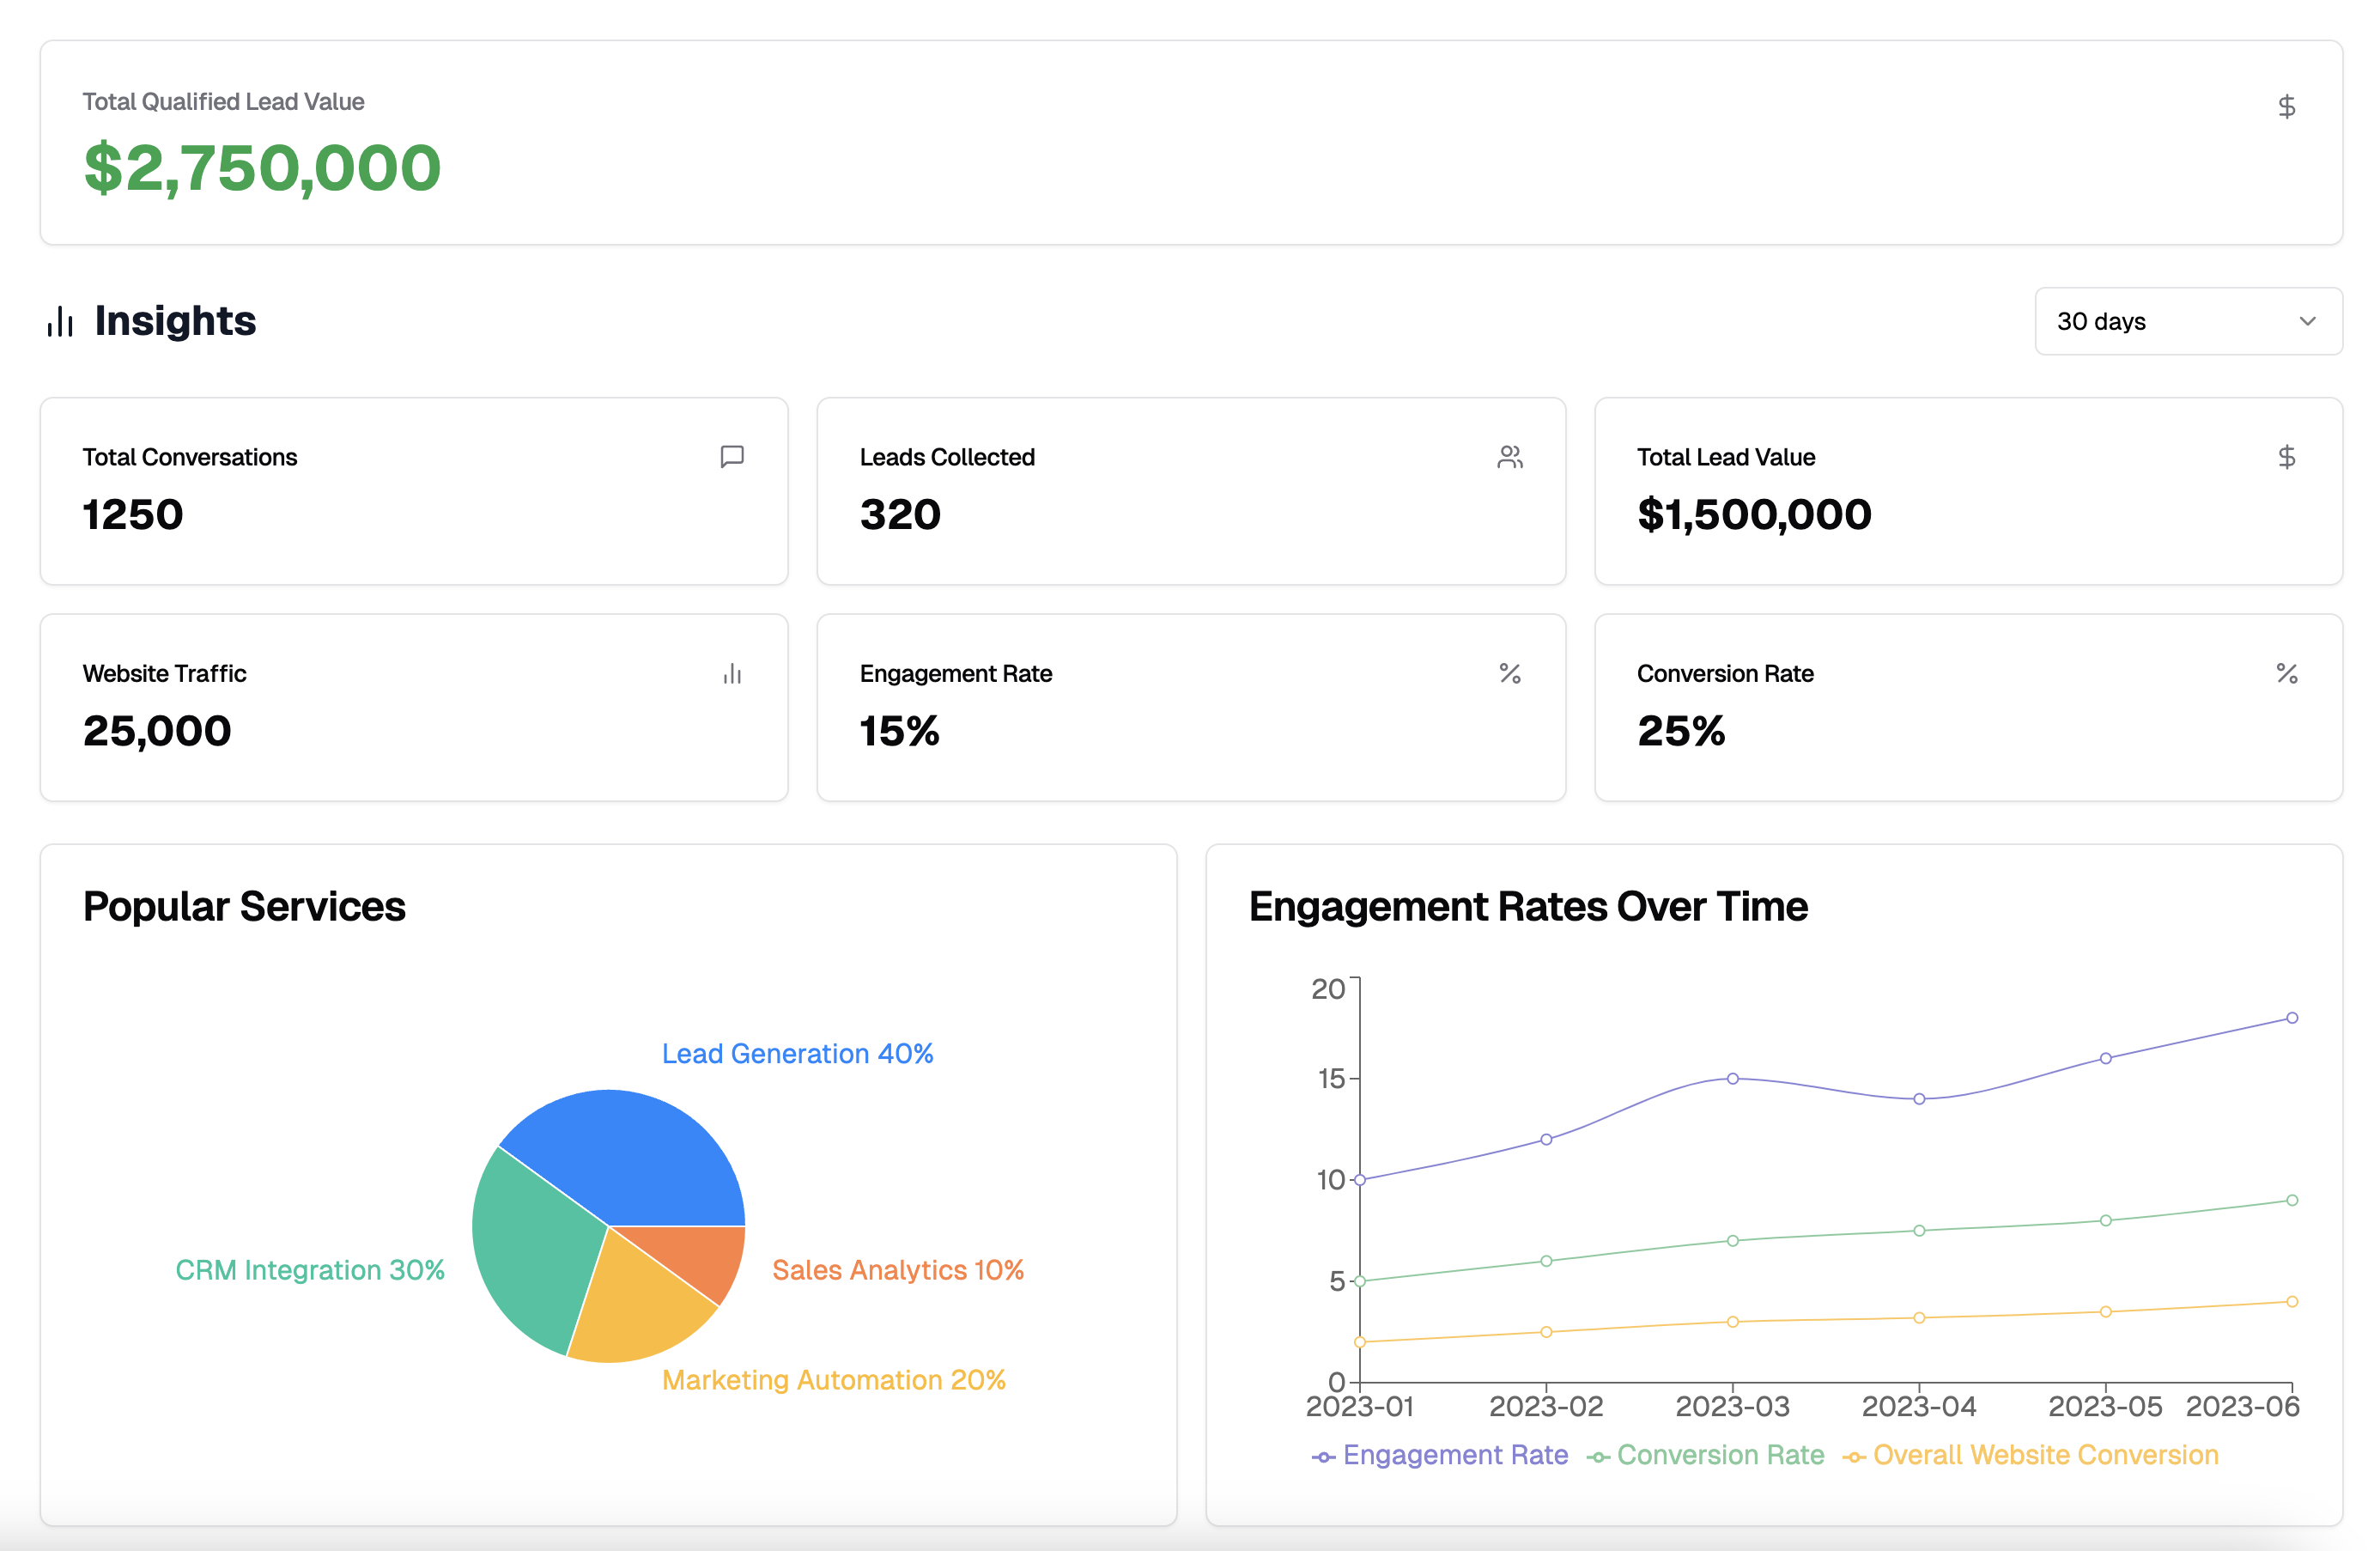 Total Qualified Lead Value
$2,750,000
Insights
30 days
Total Conversations
1250
Leads Collected
320
Total Lead Value
$1,500,000
Website Traffic
25,000
Engagement Rate
15%
Conversion Rate
25%
Popular Services
Lead Generation 40%
CRM Integration 30%
Sales Analytics 10%
Marketing Automation 20%
Engagement Rates Over Time
20
15
10
5
0
2023-01 2023-02 2023-03 2023-04 2023-05 2023-06
Engagement Rate Conversion Rate Overall Website Conversion